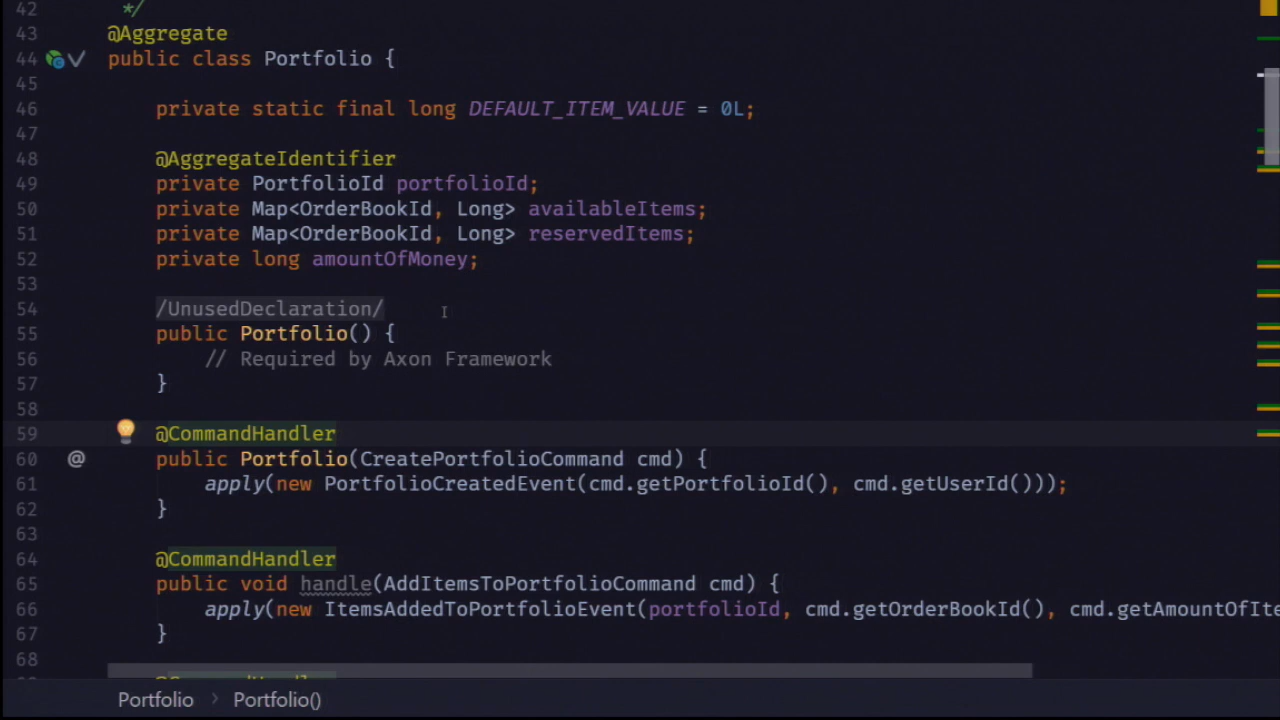 42 */
43 @Aggregate
44 public class Portfolio {
45
46 private static final long DEFAULT_ITEM_VALUE = 0L;
47
48 @AggregateIdentifier
49 private PortfolioId portfolioId;
50 private Map<OrderBookId, Long> availableItems;
51 private Map<OrderBookId, Long> reservedItems;
52 private long amountOfMoney;
53
54 /UnusedDeclaration/
55 public Portfolio() {
56 // Required by Axon Framework
57 }
58
59 @CommandHandler
60 @ public Portfolio(CreatePortfolioCommand cmd) {
61 apply(new PortfolioCreatedEvent(cmd.getPortfolioId(), cmd.getUserId()));
62 }
63
64 @CommandHandler
65 public void handle(AddItemsToPortfolioCommand cmd) {
66 apply(new ItemsAddedToPortfolioEvent(portfolioId, cmd.getOrderBookId(), cmd.getAmountOfIte
67 }
68
Portfolio > Portfolio()